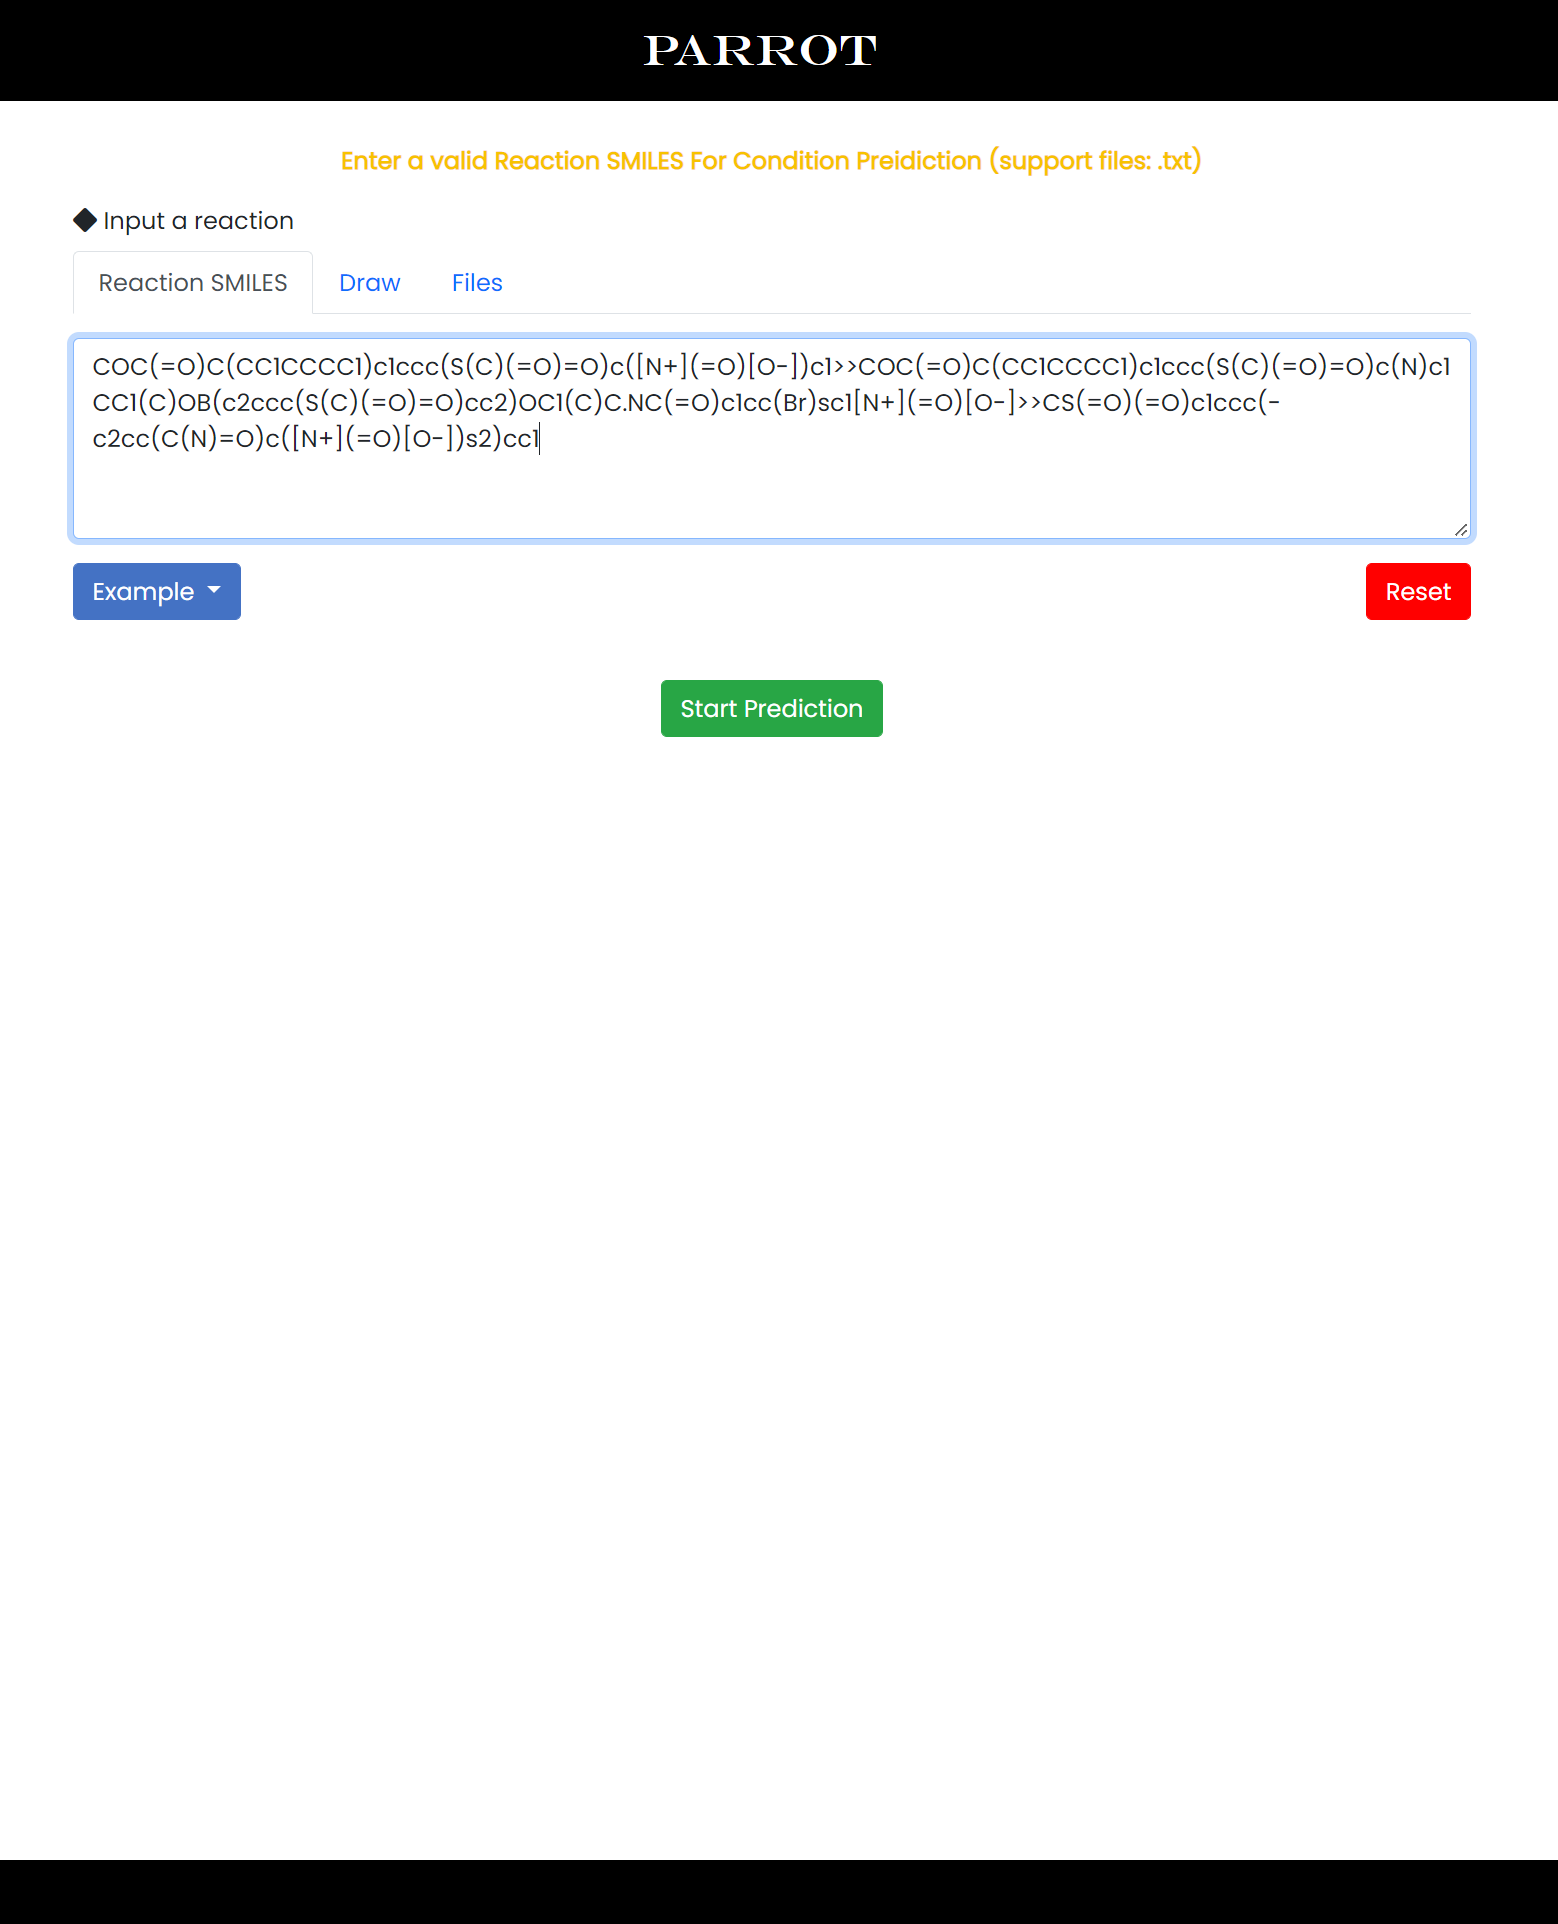 PARROT
Enter a valid Reaction SMILES For Condition Preidiction (support files: .txt)
Input a reaction
Reaction SMILES Draw Files
COC(=O)C(CC1CCCC1)c1ccc(S(C)(=O)=O)c([N+](=O)[O-])c1>>COC(=O)C(CC1CCCC1)c1ccc(S(C)(=O)=O)c(N)c1
CC1(C)OB(c2ccc(S(C)(=O)=O)cc2)OC1(C)C.NC(=O)c1cc(Br)sc1[N+](=O)[O-]>>CS(=O)(=O)c1ccc(-
c2cc(C(N)=O)c([N+](=O)[O-])s2)cc1
Example Reset
Start Prediction